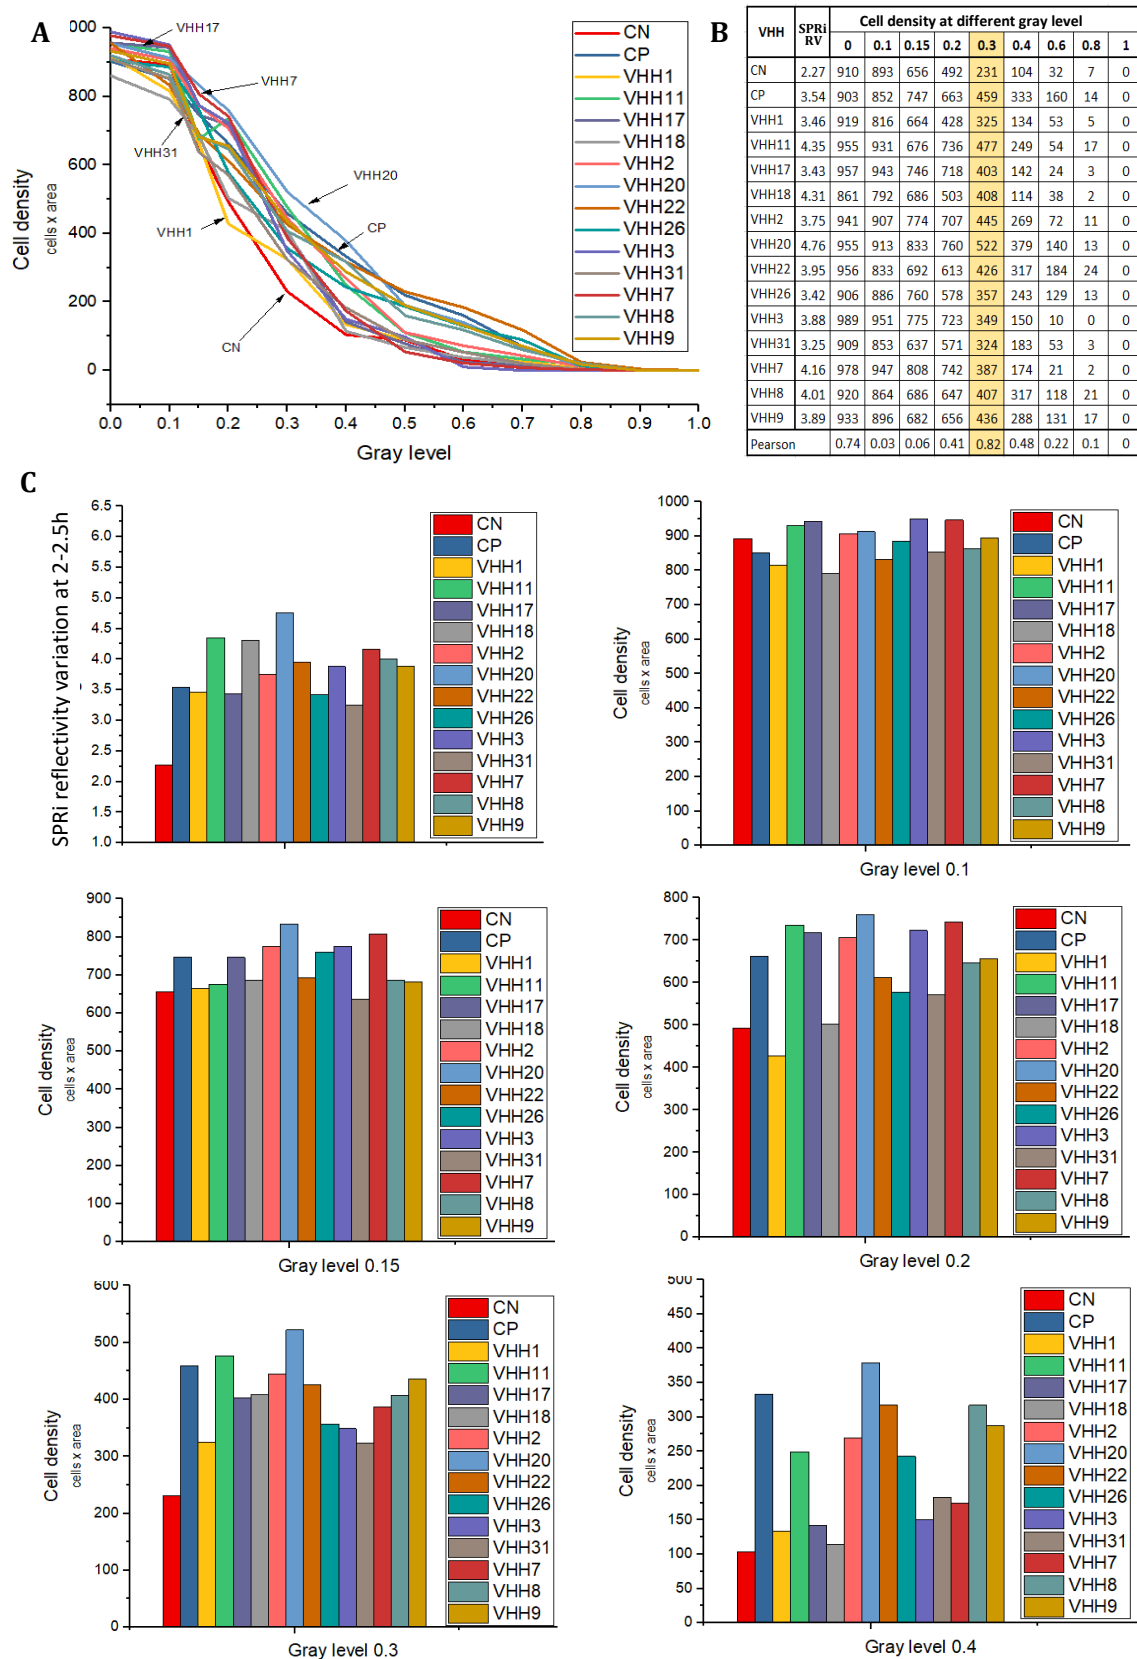 A
000
800
600
400
200
0
Cell density
cells x area
0.0 0.1 0.2 0.3 0.4 0.5 0.6 0.7 0.8 0.9 1.0
Gray level
VHH17
VHH7
VHH31
VHH20
VHH1
CP
CN
CN
CP
VHH1
VHH11
VHH17
VHH18
VHH2
VHH20
VHH22
VHH26
VHH3
VHH31
VHH7
VHH8
VHH9
B
VHH SPRi RV Cell density at different gray level
0 0.1 0.15 0.2 0.3 0.4 0.6 0.8 1
CN 2.27 910 893 656 492 231 104 32 7 0
CP 3.54 903 852 747 663 459 333 160 14 0
VHH1 3.46 919 816 664 428 325 134 53 5 0
VHH11 4.35 955 931 676 736 477 249 54 17 0
VHH17 3.43 957 943 746 718 403 142 24 3 0
VHH18 4.31 861 792 686 503 408 114 38 2 0
VHH2 3.75 941 907 774 707 445 269 72 11 0
VHH20 4.76 955 913 833 760 522 379 140 13 0
VHH22 3.95 956 833 692 613 426 317 184 24 0
VHH26 3.42 906 886 760 578 357 243 129 13 0
VHH3 3.88 989 951 775 723 349 150 10 0 0
VHH31 3.25 909 853 637 571 324 183 53 3 0
VHH7 4.16 978 947 808 742 387 174 21 2 0
VHH8 4.01 920 864 686 647 407 317 118 21 0
VHH9 3.89 933 896 682 656 436 288 131 17 0
Pearson 0.74 0.03 0.06 0.41 0.82 0.48 0.22 0.1 0
C
SPRi reflectivity variation at 2-2.5h
6.5
6.0
5.5
5.0
4.5
4.0
3.5
3.0
2.5
2.0
1.5
1.0
CN
CP
VHH1
VHH11
VHH17
VHH18
VHH2
VHH20
VHH22
VHH26
VHH3
VHH31
VHH7
VHH8
VHH9
Cell density
cells x area
1000
900
800
700
600
500
400
300
200
100
0
CN
CP
VHH1
VHH11
VHH17
VHH18
VHH2
VHH20
VHH22
VHH26
VHH3
VHH31
VHH7
VHH8
VHH9
Gray level 0.1
Cell density
cells x area
900
800
700
600
500
400
300
200
100
0
CN
CP
VHH1
VHH11
VHH17
VHH18
VHH2
VHH20
VHH22
VHH26
VHH3
VHH31
VHH7
VHH8
VHH9
Gray level 0.15
Cell density
cells x area
800
700
600
500
400
300
200
100
0
CN
CP
VHH1
VHH11
VHH17
VHH18
VHH2
VHH20
VHH22
VHH26
VHH3
VHH31
VHH7
VHH8
VHH9
Gray level 0.2
Cell density
cells x area
600
500
400
300
200
100
0
CN
CP
VHH1
VHH11
VHH17
VHH18
VHH2
VHH20
VHH22
VHH26
VHH3
VHH31
VHH7
VHH8
VHH9
Gray level 0.3
Cell density
cells x area
500
450
400
350
300
250
200
150
100
50
0
CN
CP
VHH1
VHH11
VHH17
VHH18
VHH2
VHH20
VHH22
VHH26
VHH3
VHH31
VHH7
VHH8
VHH9
Gray level 0.4